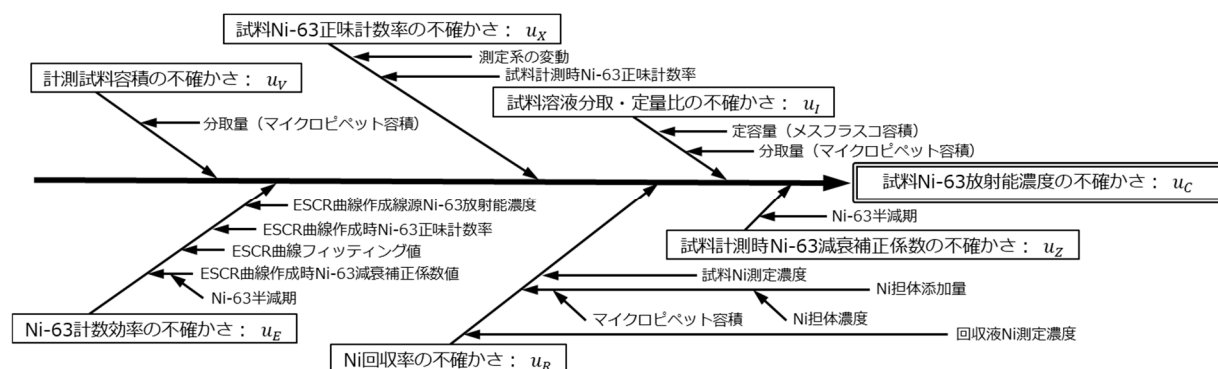 試料Ni-63正味計数率の不確かさ： u_X
測定系の変動
試料計測時Ni-63正味計数率
計測試料容積の不確かさ： u_V
分取量（マイクロピペット容積）
試料溶液分取・定量比の不確かさ： u_I
定容量（メスフラスコ容積）
分取量（マイクロピペット容積）
試料Ni-63放射能濃度の不確かさ： u_C
ESCR曲線作成線源Ni-63放射能濃度
ESCR曲線作成時Ni-63正味計数率
ESCR曲線フィッティング値
ESCR曲線作成時Ni-63減衰補正係数値
Ni-63半減期
Ni-63計数効率の不確かさ： u_E
Ni-63半減期
試料計測時Ni-63減衰補正係数の不確かさ： u_Z
試料Ni測定濃度
Ni担体添加量
マイクロピペット容積
Ni担体濃度
回収液Ni測定濃度
Ni回収率の不確かさ： u_R